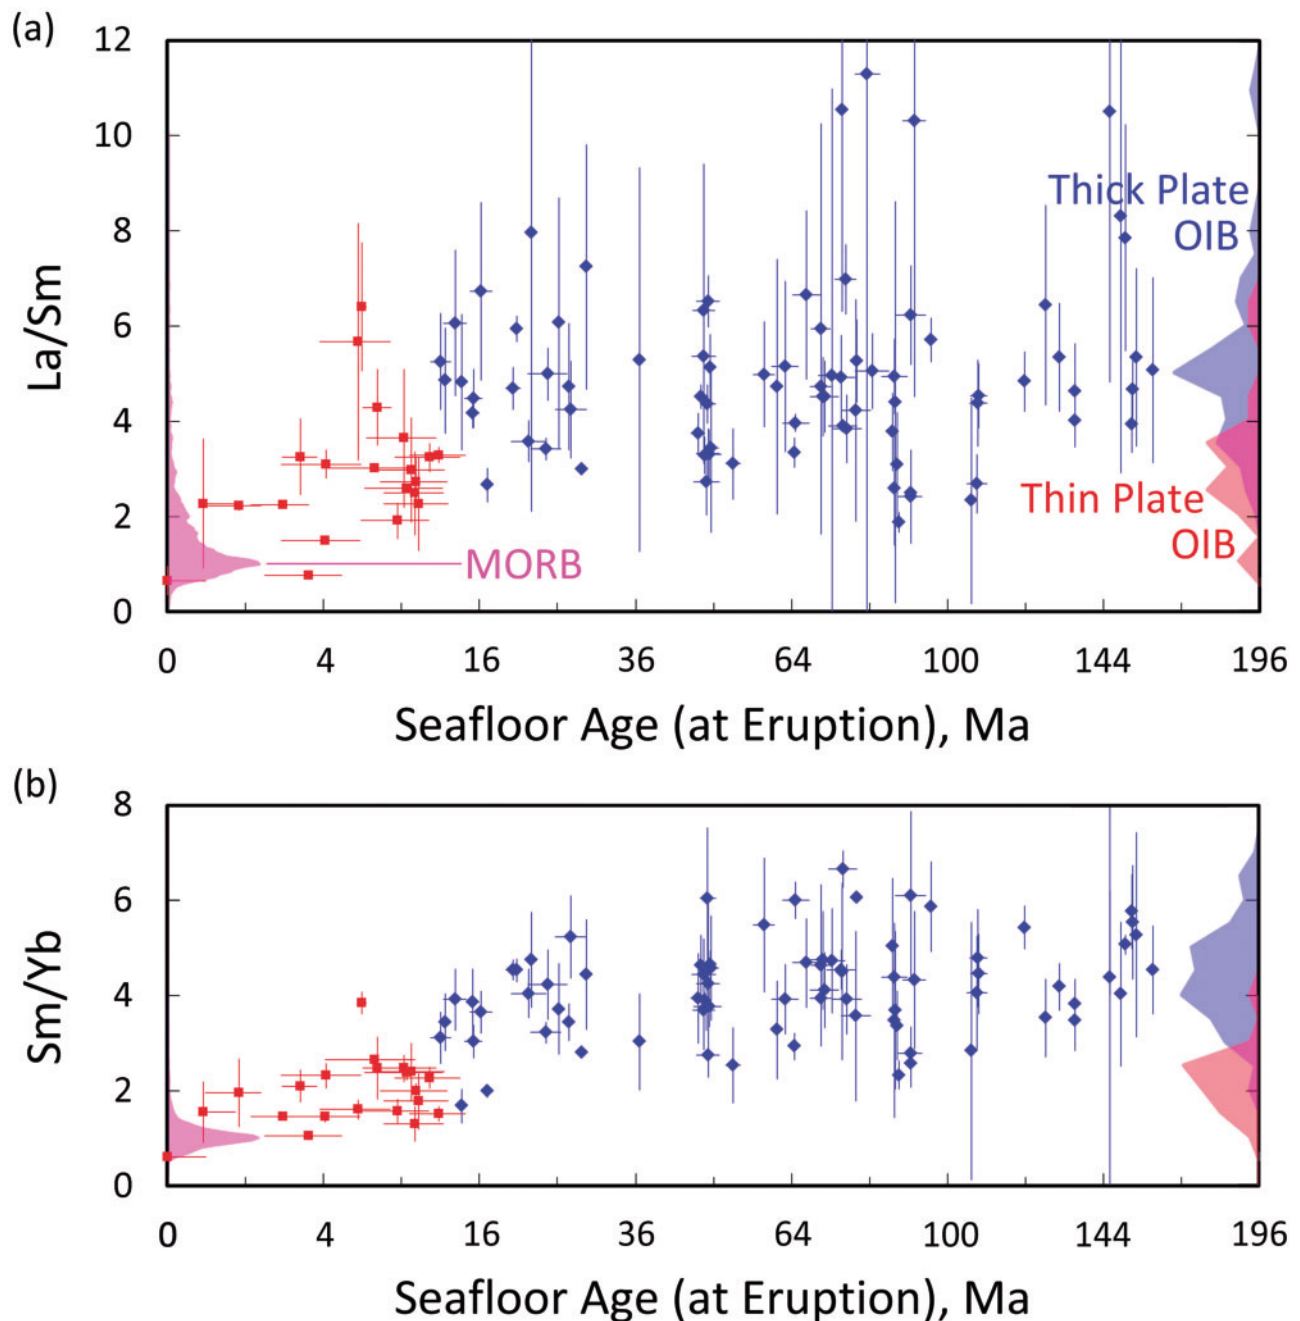 (a)
12
10
8
6
4
2
0
La/Sm
Thick Plate
OIB
Thin Plate
OIB
MORB
0 4 16 36 64 100 144 196
Seafloor Age (at Eruption), Ma
(b)
8
6
4
2
0
Sm/Yb
0 4 16 36 64 100 144 196
Seafloor Age (at Eruption), Ma